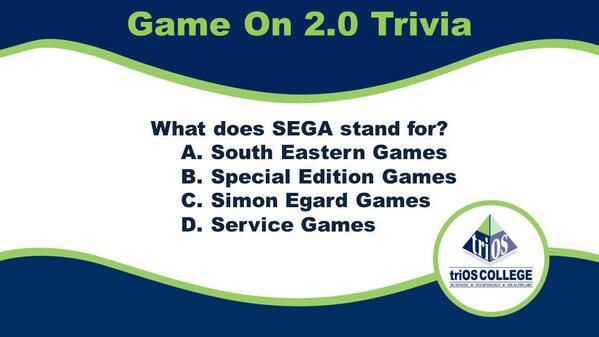 Game On 2.0 Trivia
What does SEGA stand for?
A. South Eastern Games
B. Special Edition Games
C. Simon Egard Games
D. Service Games
triOS
triOS COLLEGE
BUSINESS • TECHNOLOGY • HEALTHCARE